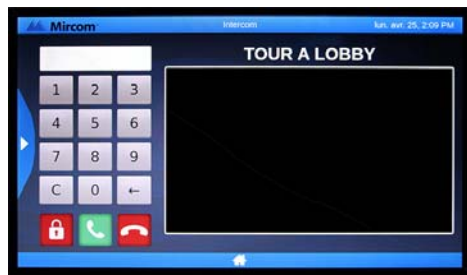 Mircom
Intercom
lun. avr. 25, 2:09 PM
TOUR A LOBBY
1 2 3
4 5 6
7 8 9
C 0 ←